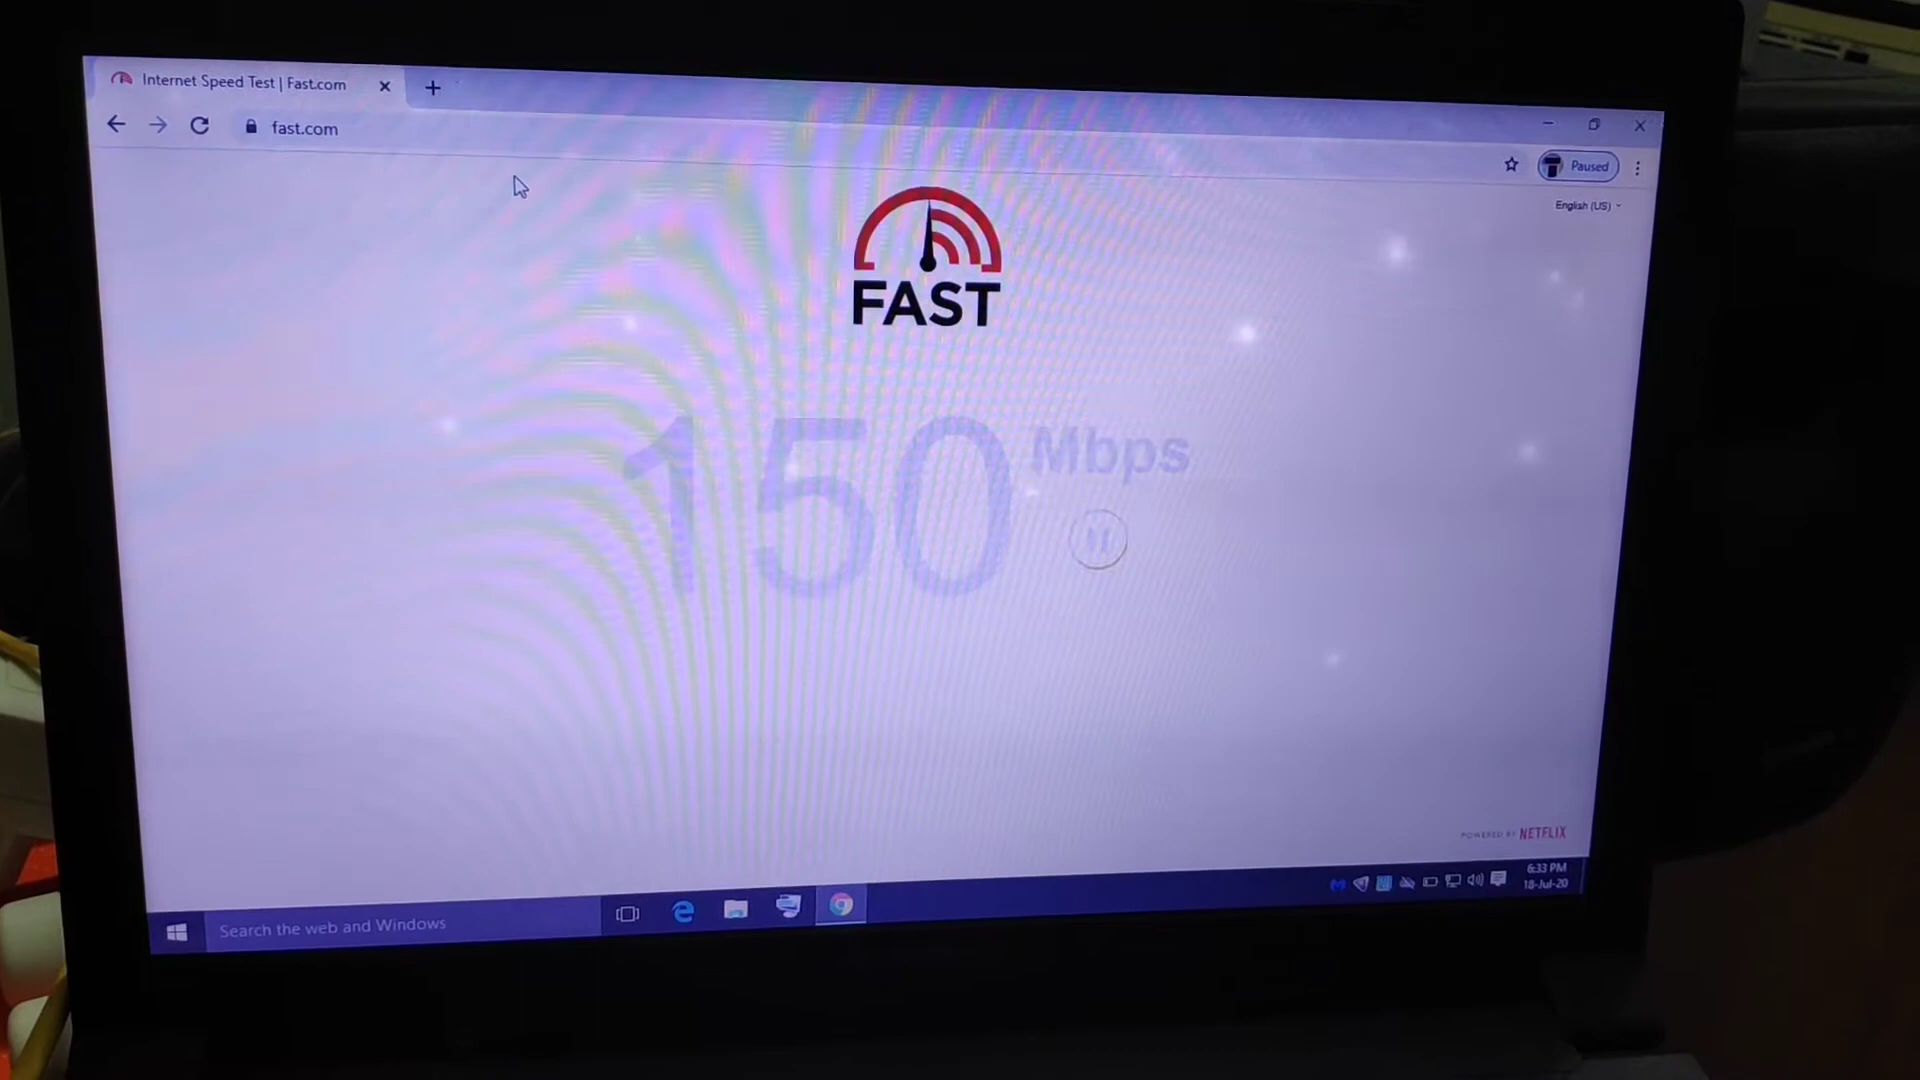 Internet Speed Test | Fast.com
fast.com
Paused
English (US)
FAST
150 Mbps
POWERED BY NETFLIX
6:33 PM
18-Jul-20
Search the web and Windows